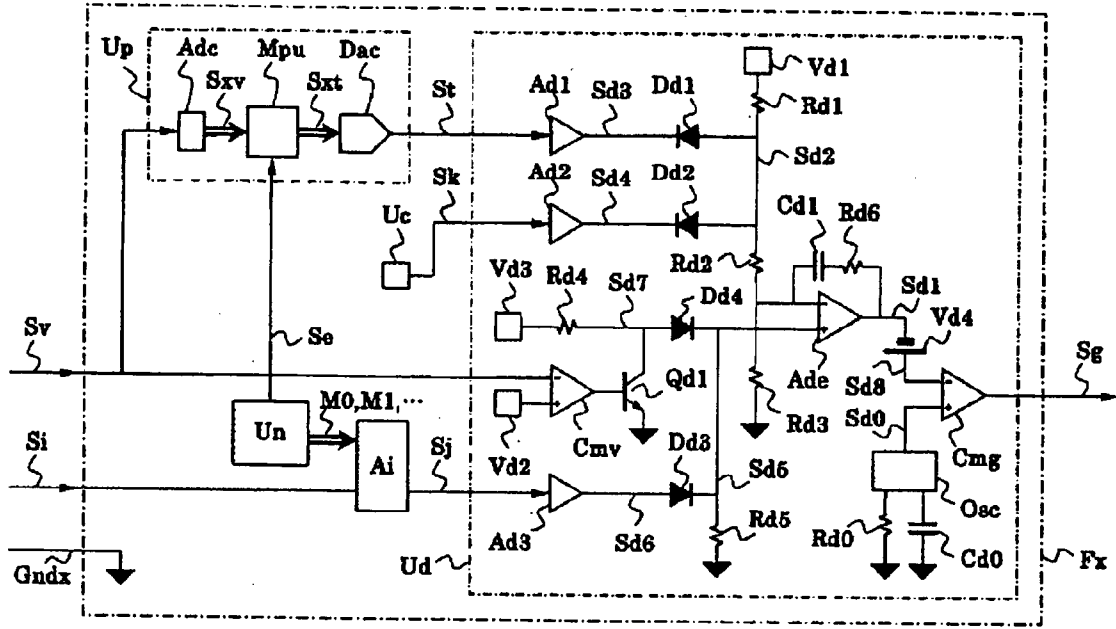 Up
Adc
Mpu
Dac
Sxv
Sxt
St
Ad1
Sd3
Dd1
Vd1
Rd1
Sd2
Sk
Ad2
Sd4
Dd2
Uc
Cd1
Rd6
Rd2
Vd3
Rd4
Sd7
Dd4
Sd1
Vd4
Sv
Se
Qd1
Ade
Sd8
Sg
M0,M1,…
Un
Vd2
Cmv
Dd3
Rd3
Sd0
Cmg
Si
Ai
Sj
Sd5
Osc
Ad3
Sd6
Rd5
Rd0
Cd0
Gndx
Ud
Fx